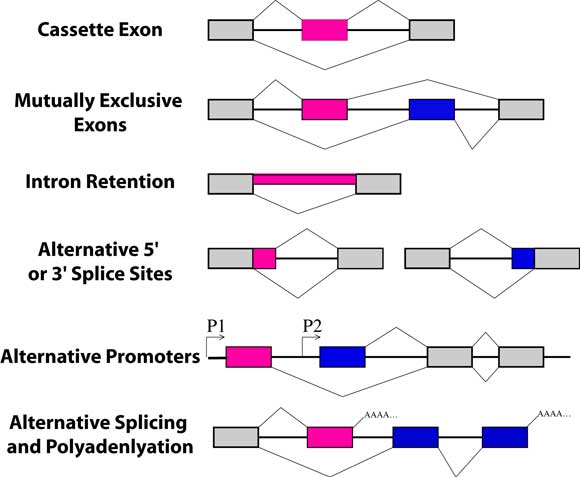 Cassette Exon
Mutually Exclusive
Exons
Intron Retention
Alternative 5'
or 3' Splice Sites
P1
P2
Alternative Promoters
Alternative Splicing
and Polyadenlyation
AAAA...
AAAA...